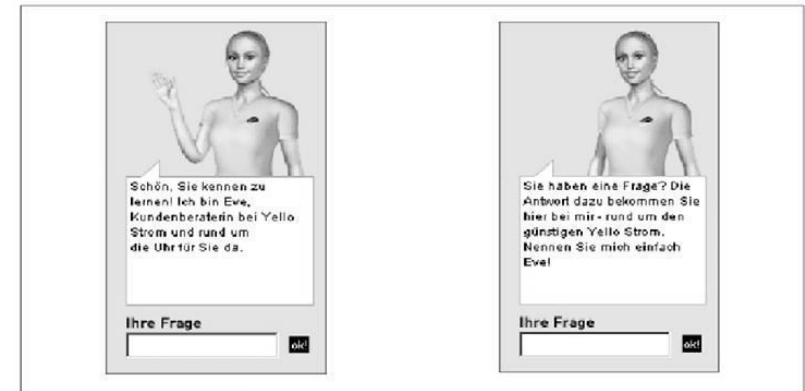 Schön, Sie kennen zu
lernen! Ich bin Eve,
Kundenberaterin bei Yello
Strom und rund um
die Uhr für Sie da.
Ihre Frage
ok!
Sie haben eine Frage? Die
Antwort dazu bekommen Sie
hier bei mir - rund um den
günstigen Yello Strom.
Nennen Sie mich einfach
Eve!
Ihre Frage
ok!